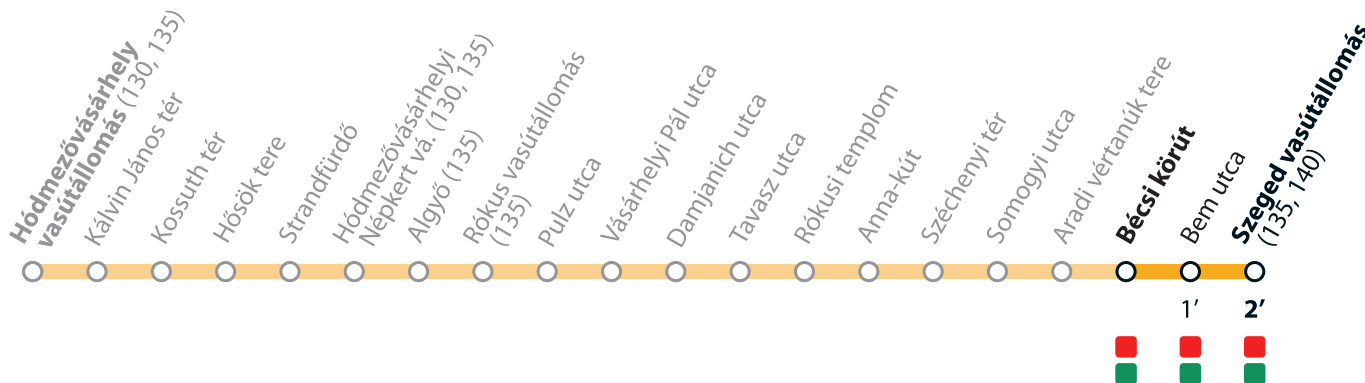 Hódmezővásárhely
vasútállomás (130, 135)
Kálvin János tér
Kossuth tér
Hősök tere
Strandfürdő
Hódmezővásárhelyi
Népkert vá. (130, 135)
Algyő (135)
Rókus vasútállomás
(135)
Pulz utca
Vásárhelyi Pál utca
Damjanich utca
Tavasz utca
Rókusi templom
Anna-kút
Széchenyi tér
Somogyi utca
Aradi vértanúk tere
Bécsi körút
Bem utca
Szeged vasútállomás
(135, 140)
1’
2’